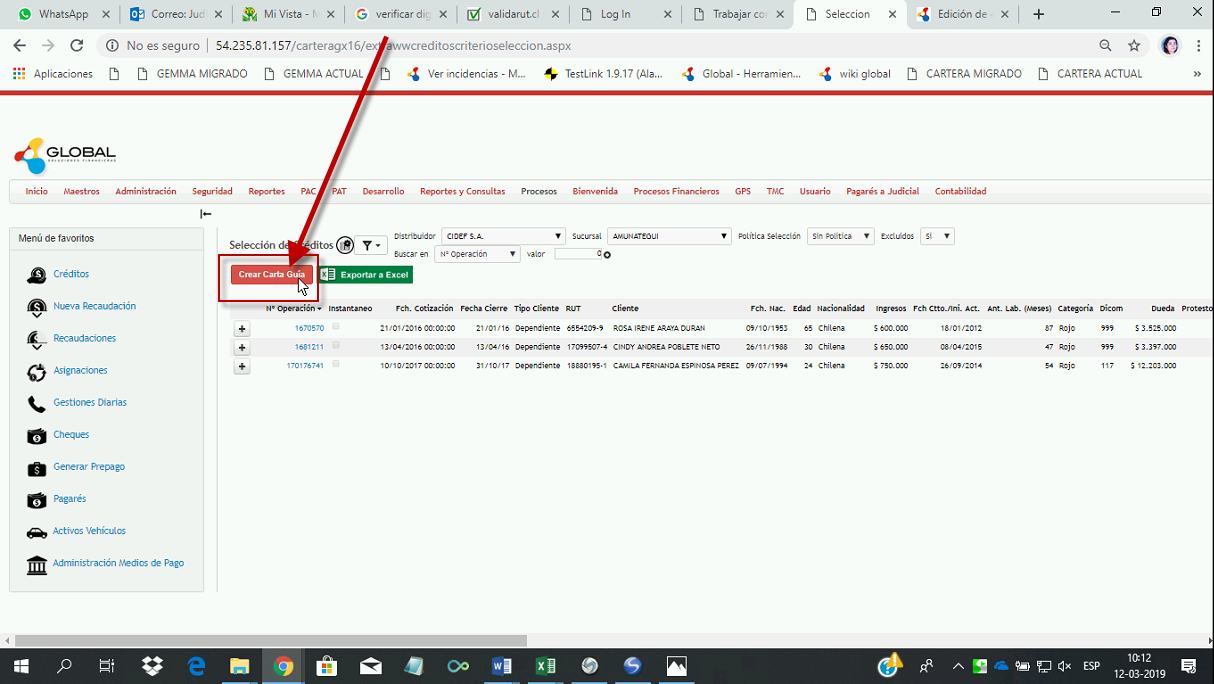 WhatsApp
Correo: Jud
Mi Vista - M
verificar dig
validarut.cl
Log In
Trabajar co
Seleccion
Edición de
No es seguro | 54.235.81.157/carteragx16/extrawwcreditoscriterioseleccion.aspx
Aplicaciones
GEMMA MIGRADO
GEMMA ACTUAL
Ver incidencias - M...
TestLink 1.9.17 (Ala...
Global - Herramien...
wiki global
CARTERA MIGRADO
CARTERA ACTUAL
GLOBAL
SOLUCIONES FINANCIERAS
Inicio Maestros Administración Seguridad Reportes PAC PAT Desarrollo Reportes y Consultas Procesos Bienvenida Procesos Financieros GPS TMC Usuario Pagarés a Judicial Contabilidad
Menú de favoritos
Créditos
Nueva Recaudación
Recaudaciones
Asignaciones
Gestiones Diarias
Cheques
Generar Prepago
Pagarés
Activos Vehículos
Administración Medios de Pago
Selección de Créditos
Distribuidor CIDEF S.A. Sucursal AMUNATEGUI Política Selección Sin Política Excluidos Si
Buscar en Nº Operación valor 0
Crear Carta Guía
Exportar a Excel
Nº Operación Instantaneo Fch. Cotización Fecha Cierre Tipo Cliente RUT Cliente Fch. Nac. Edad Nacionalidad Ingresos Fch Ctto./Ini. Act. Ant. Lab. (Meses) Categoría Dicom Dueda Protesto
1670570 21/01/2016 00:00:00 21/01/16 Dependiente 6554209-9 ROSA IRENE ARAYA DURAN 09/10/1953 65 Chilena $ 600.000 18/01/2012 87 Rojo 999 $ 3.525.000
1681211 13/04/2016 00:00:00 13/04/16 Dependiente 17099507-4 CINDY ANDREA POBLETE NETO 26/11/1988 30 Chilena $ 650.000 08/04/2015 47 Rojo 999 $ 3.397.000
170176741 10/10/2017 00:00:00 31/10/17 Dependiente 18880195-1 CAMILA FERNANDA ESPINOSA PEREZ 09/07/1994 24 Chilena $ 750.000 26/09/2014 54 Rojo 117 $ 12.203.000
ESP
10:12
12-03-2019